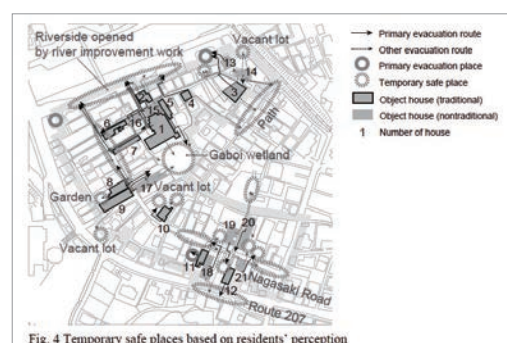 Riverside opened
by river improvement work
Vacant lot
13
14
3
4
5
15
6
16
1
7
Path
Gaboi wetland
8
17
Vacant lot
Garden
9
10
Vacant lot
19
20
11
18
21
12
Nagasaki Road
Route 207
Primary evacuation route
Other evacuation route
Primary evacuation place
Temporary safe place
Object house (traditional)
Object house (nontraditional)
1 Number of house
Fig. 4 Temporary safe places based on residents' perception